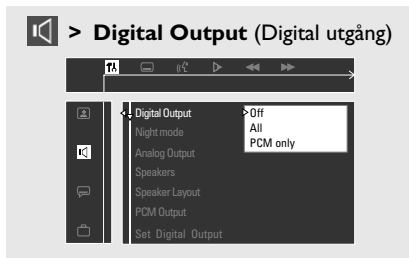 > Digital Output (Digital utgång)
Digital Output
Night mode
Analog Output
Speakers
Speaker Layout
PCM Output
Set Digital Output
Off
All
PCM only